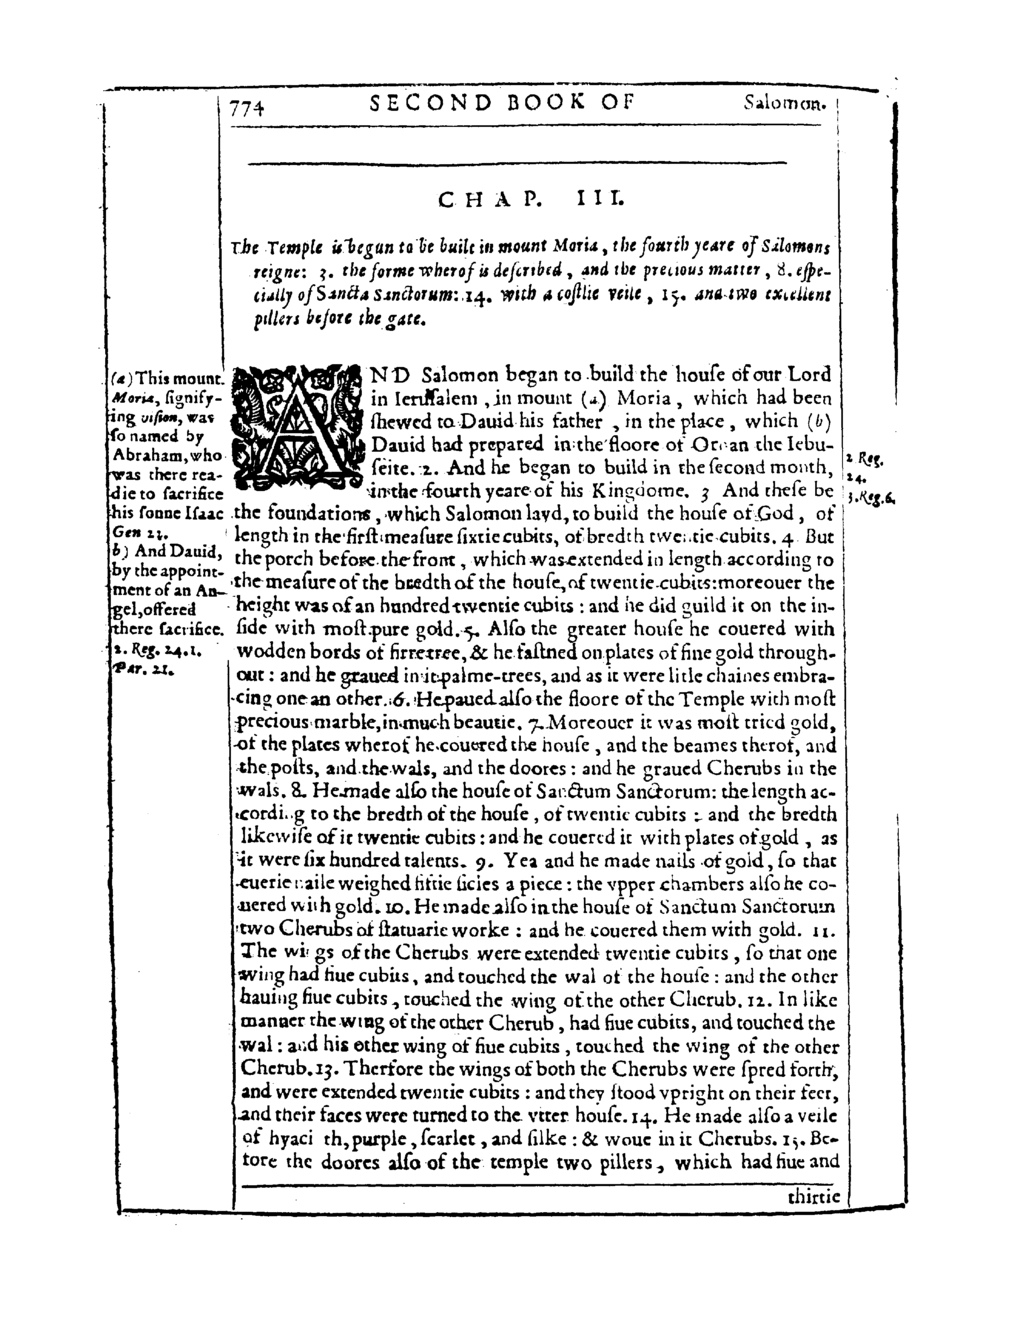 774 SECOND BOOK OF Salomon.
CHAP. III.
The Temple is begun to be built in mount Moria, the fourth yeare of Salomons
reigne: 3. the forme wherof is described, and the precious matter, 8. espe-
cially of Sancta Sanctorum: 14. with a costlie veile, 15. and two excellent
pillers before the gate.
(a) This mount.
Moria, ſignify-
ing viſion, was
ſo named by
Abraham, who
was there rea-
die to ſacrifice
his ſonne Iſaac
Gen 22.
b) And Dauid,
by the appoint-
ment of an An-
gel, offered
there ſacrifice.
2. Reg. 24.1.
Par. 21.
AND Salomon began to build the houſe of our Lord
in Ieruſalem, in mount (a) Moria, which had been
ſhewed to Dauid his father, in the place, which (b)
Dauid had prepared in the floore of Ornan the Iebu-
ſeite. 2. And he began to build in the ſecond month,
in the fourth yeare of his Kingdome. 3 And theſe be
the foundations, which Salomon layd, to build the houſe of God, of
length in the firſt meaſure ſixtie cubits, of bredth twentie cubits. 4 But
the porch before the front, which was extended in length according to
the meaſure of the bredth of the houſe, of twentie cubits: moreouer the
height was of an hundred twentie cubits: and he did guild it on the in-
ſide with moſt pure gold. 5. Alſo the greater houſe he couered with
wodden bords of firretree, & he faſtned on plates of fine gold through-
out: and he graued in it palme-trees, and as it were litle chaines embra-
cing one an other. 6. He paued alſo the floore of the Temple with moſt
precious marble, in much beautie. 7. Moreouer it was moſt tried gold,
of the plates wherof he couered the houſe, and the beames therof, and
the poſts, and the wals, and the doores: and he graued Cherubs in the
wals. 8. He made alſo the houſe of Sanctum Sanctorum: the length ac-
cording to the bredth of the houſe, of twentie cubits: and the bredth
likewiſe of it twentie cubits: and he couered it with plates of gold, as
it were ſix hundred talents. 9. Yea and he made nails of gold, ſo that
euerie naile weighed fiftie ſicles a piece: the vpper chambers alſo he co-
uered with gold. 10. He made alſo in the houſe of Sanctum Sanctorum
two Cherubs of ſtatuarie worke: and he couered them with gold. 11.
The wings of the Cherubs were extended twentie cubits, ſo that one
wing had fiue cubits, and touched the wal of the houſe: and the other
hauing fiue cubits, touched the wing of the other Cherub. 12. In like
manner the wing of the other Cherub, had fiue cubits, and touched the
wal: and his other wing of fiue cubits, touched the wing of the other
Cherub. 13. Therfore the wings of both the Cherubs were ſpred forth,
and were extended twentie cubits: and they ſtood vpright on their feet,
and their faces were turned to the vtter houſe. 14. He made alſo a veile
of hyacinth, purple, ſcarlet, and ſilke: & woue in it Cherubs. 15. Be-
fore the doores alſo of the temple two pillers, which had fiue and
thirtie
2 Reg.
24.
3. Reg. 6.